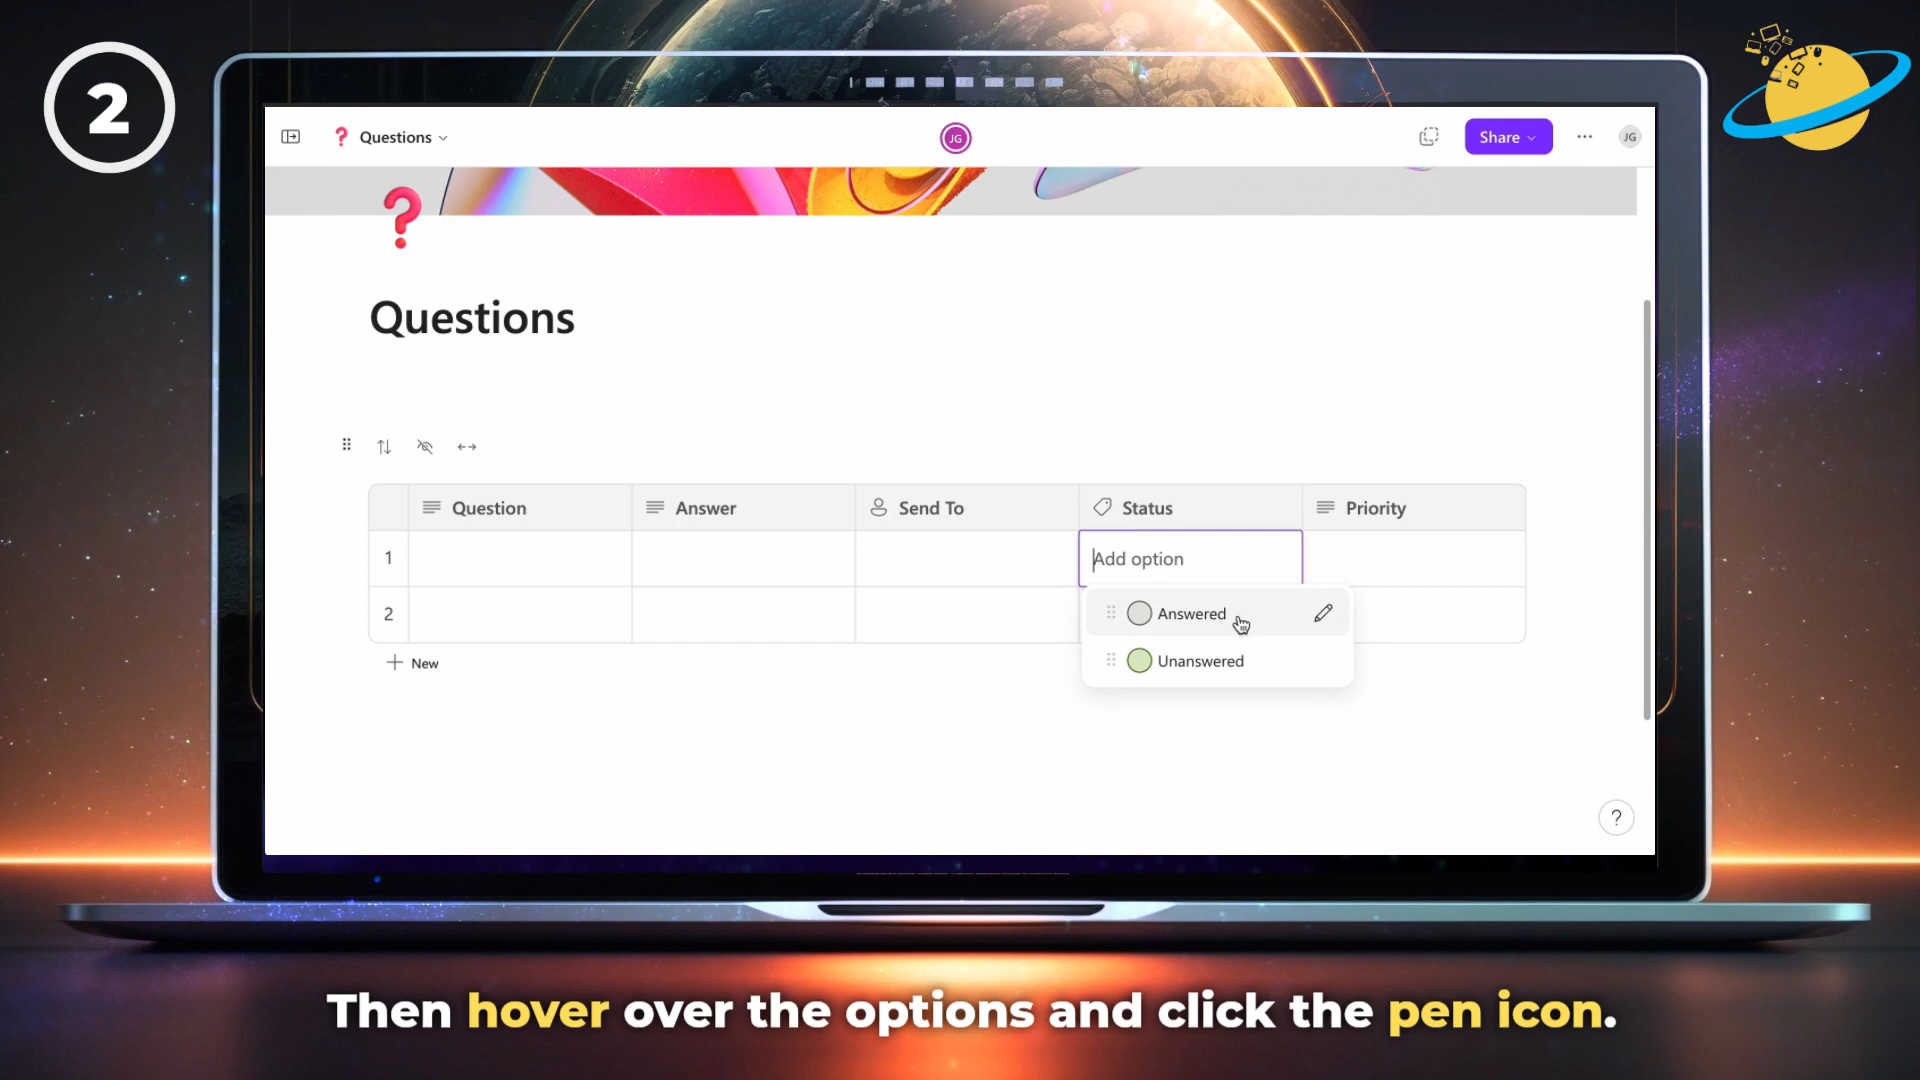 2
Questions
JG
Share
JG
Questions
Question Answer Send To Status Priority
1 Add option
2 Answered
Unanswered
New
?
Then hover over the options and click the pen icon.